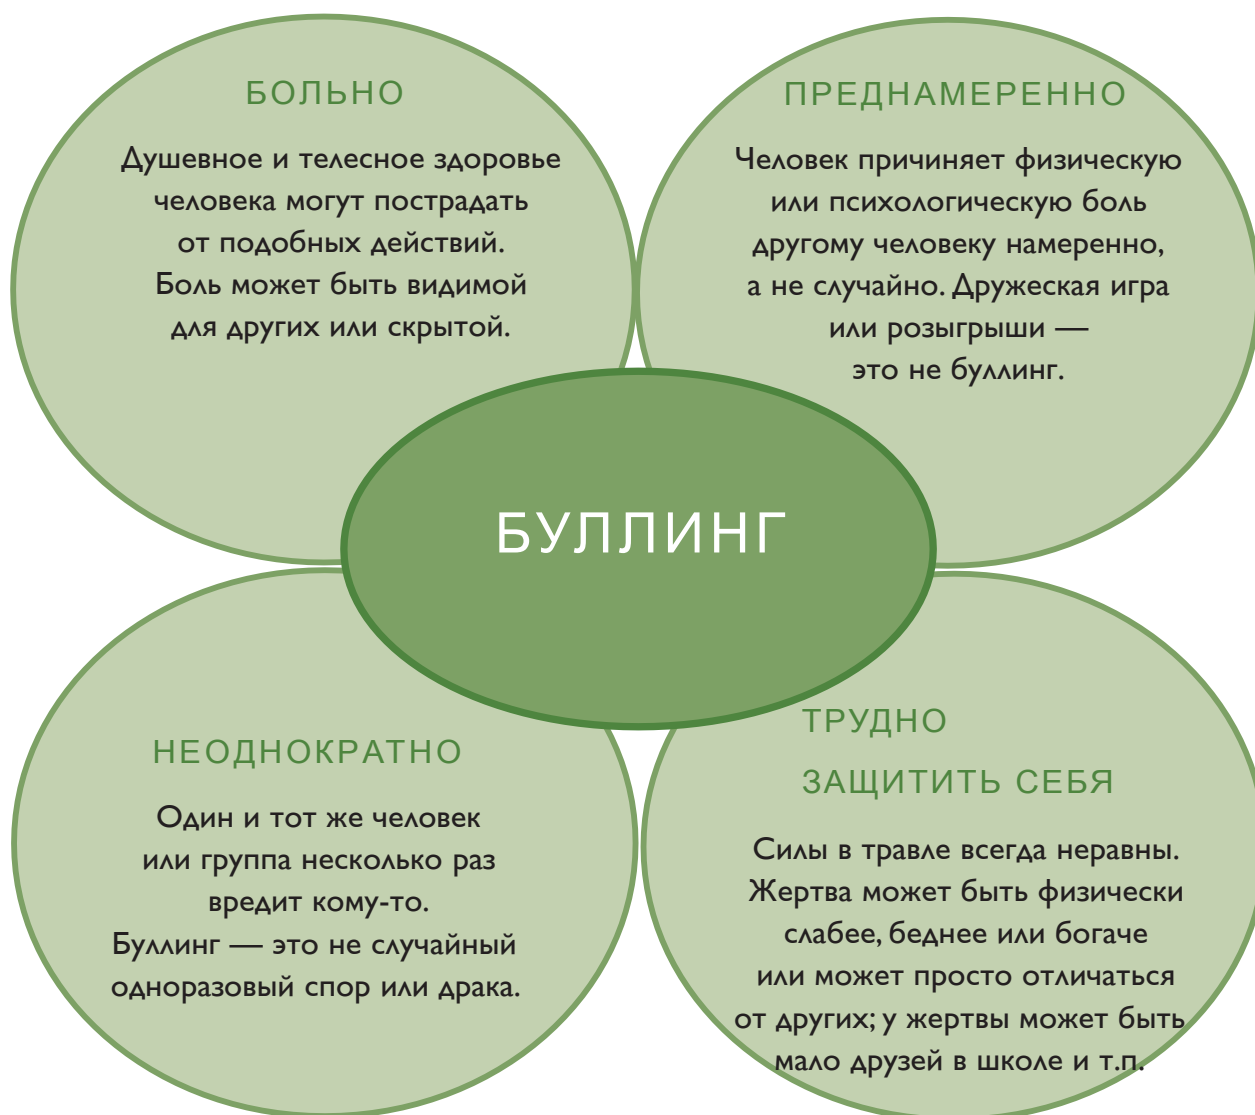 БОЛЬНО
Душевное и телесное здоровье
человека могут пострадать
от подобных действий.
Боль может быть видимой
для других или скрытой.
ПРЕДНАМЕРЕННО
Человек причиняет физическую
или психологическую боль
другому человеку намеренно,
а не случайно. Дружеская игра
или розыгрыши —
это не буллинг.
БУЛЛИНГ
НЕОДНОКРАТНО
Один и тот же человек
или группа несколько раз
вредит кому-то.
Буллинг — это не случайный
одноразовый спор или драка.
ТРУДНО
ЗАЩИТИТЬ СЕБЯ
Силы в травле всегда неравны.
Жертва может быть физически
слабее, беднее или богаче
или может просто отличаться
от других; у жертвы может быть
мало друзей в школе и т.п.